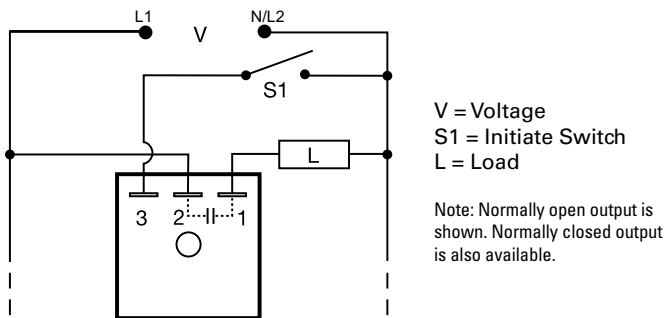 L1 V N/L2
S1
L
3 2 1
V = Voltage
S1 = Initiate Switch
L = Load
Note: Normally open output is
shown. Normally closed output
is also available.